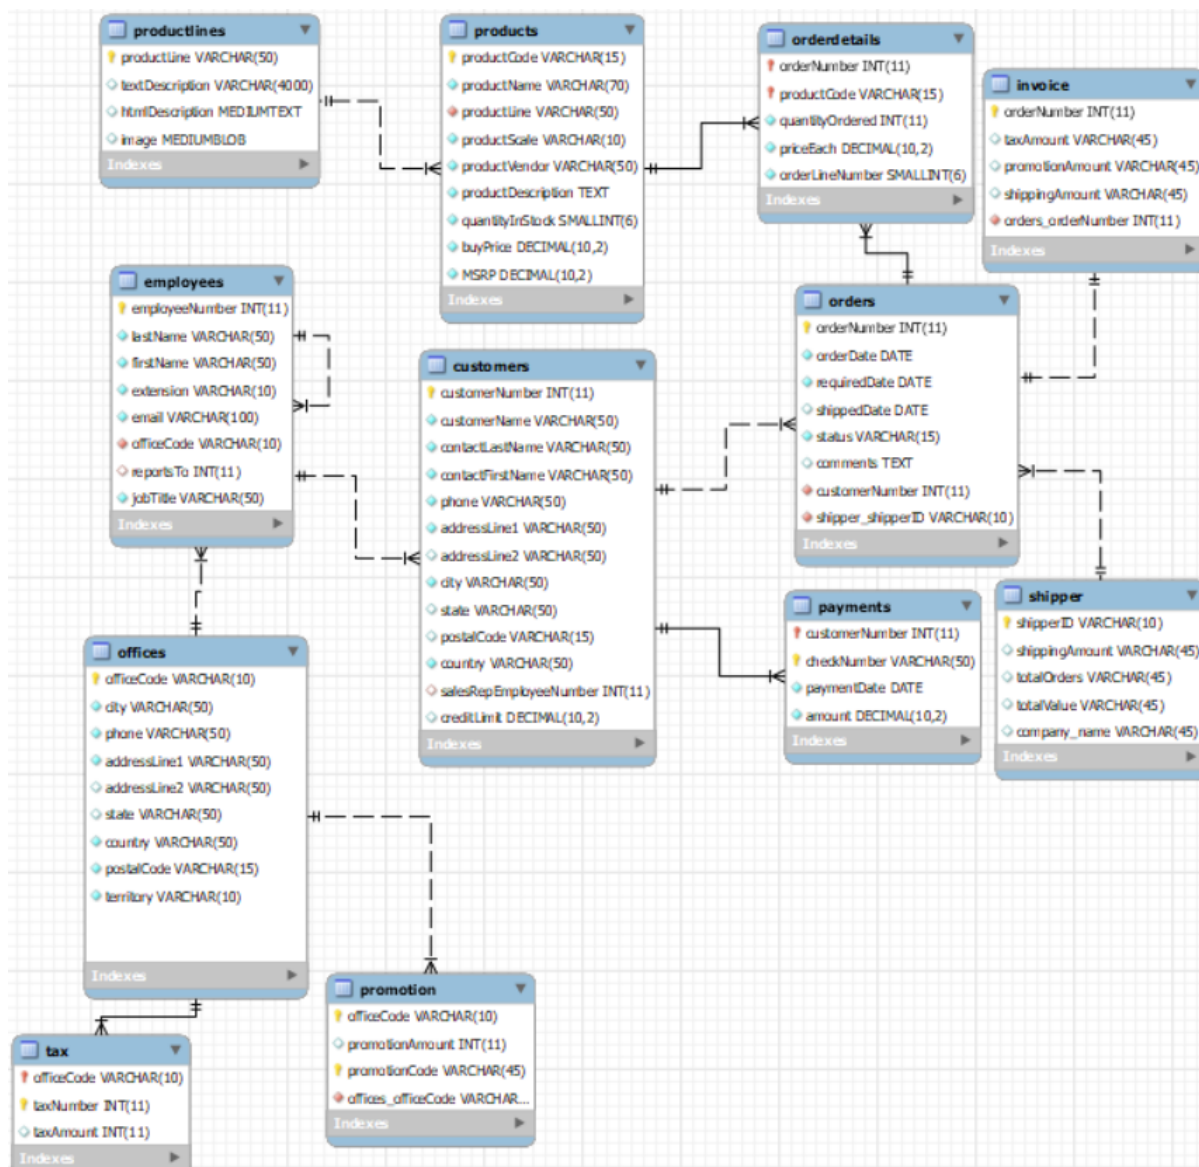 productlines
productLine VARCHAR(50)
textDescription VARCHAR(4000)
htmlDescription MEDIUMTEXT
image MEDIUMBLOB
Indexes
products
productCode VARCHAR(15)
productName VARCHAR(70)
productLine VARCHAR(50)
productScale VARCHAR(10)
productVendor VARCHAR(50)
productDescription TEXT
quantityInStock SMALLINT(6)
buyPrice DECIMAL(10,2)
MSRP DECIMAL(10,2)
Indexes
orderdetails
orderNumber INT(11)
productCode VARCHAR(15)
quantityOrdered INT(11)
priceEach DECIMAL(10,2)
orderLineNumber SMALLINT(6)
Indexes
invoice
orderNumber INT(11)
taxAmount VARCHAR(45)
promotionAmount VARCHAR(45)
shippingAmount VARCHAR(45)
orders_orderNumber INT(11)
Indexes
employees
employeeNumber INT(11)
lastName VARCHAR(50)
firstName VARCHAR(50)
extension VARCHAR(10)
email VARCHAR(100)
officeCode VARCHAR(10)
reportsTo INT(11)
jobTitle VARCHAR(50)
Indexes
customers
customerNumber INT(11)
customerName VARCHAR(50)
contactLastName VARCHAR(50)
contactFirstName VARCHAR(50)
phone VARCHAR(50)
addressLine1 VARCHAR(50)
addressLine2 VARCHAR(50)
city VARCHAR(50)
state VARCHAR(50)
postalCode VARCHAR(15)
country VARCHAR(50)
salesRepEmployeeNumber INT(11)
creditLimit DECIMAL(10,2)
Indexes
orders
orderNumber INT(11)
orderDate DATE
requiredDate DATE
shippedDate DATE
status VARCHAR(15)
comments TEXT
customerNumber INT(11)
shipper_shipperID VARCHAR(10)
Indexes
payments
customerNumber INT(11)
checkNumber VARCHAR(50)
paymentDate DATE
amount DECIMAL(10,2)
Indexes
shipper
shipperID VARCHAR(10)
shippingAmount VARCHAR(45)
totalOrders VARCHAR(45)
totalValue VARCHAR(45)
company_name VARCHAR(45)
Indexes
offices
officeCode VARCHAR(10)
city VARCHAR(50)
phone VARCHAR(50)
addressLine1 VARCHAR(50)
addressLine2 VARCHAR(50)
state VARCHAR(50)
country VARCHAR(50)
postalCode VARCHAR(15)
territory VARCHAR(10)
Indexes
promotion
officeCode VARCHAR(10)
promotionAmount INT(11)
promotionCode VARCHAR(45)
offices_officeCode VARCHAR...
Indexes
tax
officeCode VARCHAR(10)
taxNumber INT(11)
taxAmount INT(11)
Indexes